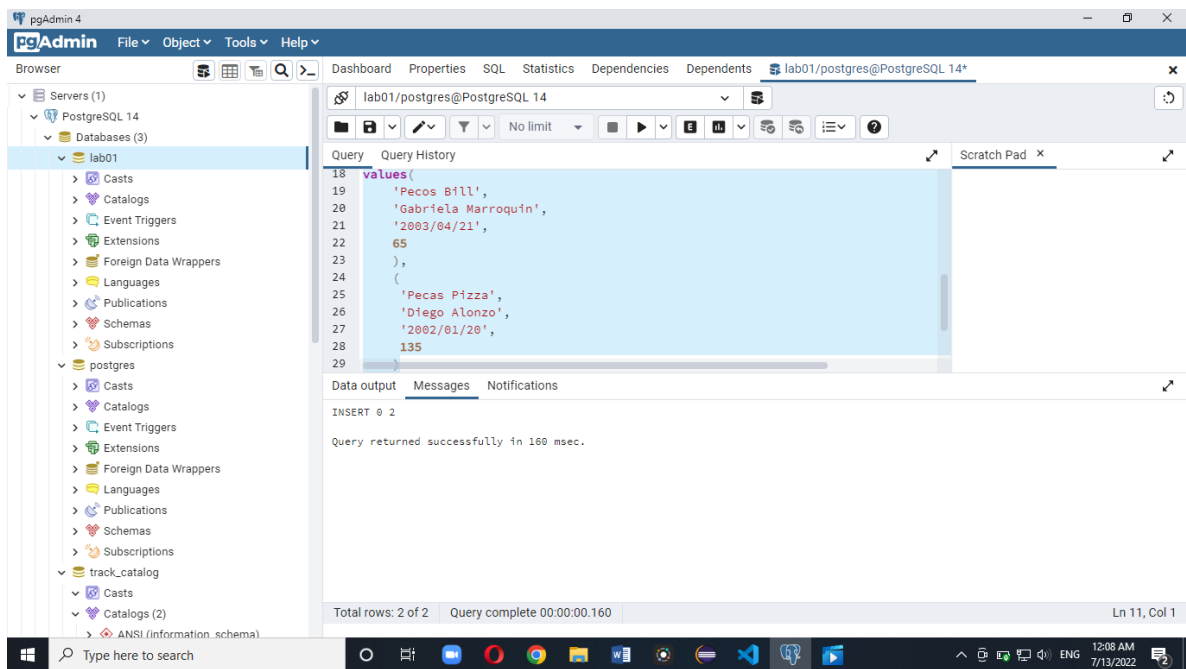 pgAdmin 4
pgAdmin File Object Tools Help
Browser
Dashboard Properties SQL Statistics Dependencies Dependents lab01/postgres@PostgreSQL 14*
Servers (1)
PostgreSQL 14
Databases (3)
lab01
Casts
Catalogs
Event Triggers
Extensions
Foreign Data Wrappers
Languages
Publications
Schemas
Subscriptions
postgres
Casts
Catalogs
Event Triggers
Extensions
Foreign Data Wrappers
Languages
Publications
Schemas
Subscriptions
track_catalog
Casts
Catalogs (2)
ANSI (information_schema)
lab01/postgres@PostgreSQL 14
No limit
E
Query Query History
Scratch Pad
18 values(
19 'Pecos Bill',
20 'Gabriela Marroquin',
21 '2003/04/21',
22 65
23 ),
24 (
25 'Pecas Pizza',
26 'Diego Alonzo',
27 '2002/01/20',
28 135
29 )
Data output Messages Notifications
INSERT 0 2
Query returned successfully in 160 msec.
Total rows: 2 of 2 Query complete 00:00:00.160 Ln 11, Col 1
Type here to search
ENG
12:08 AM
7/13/2022
2